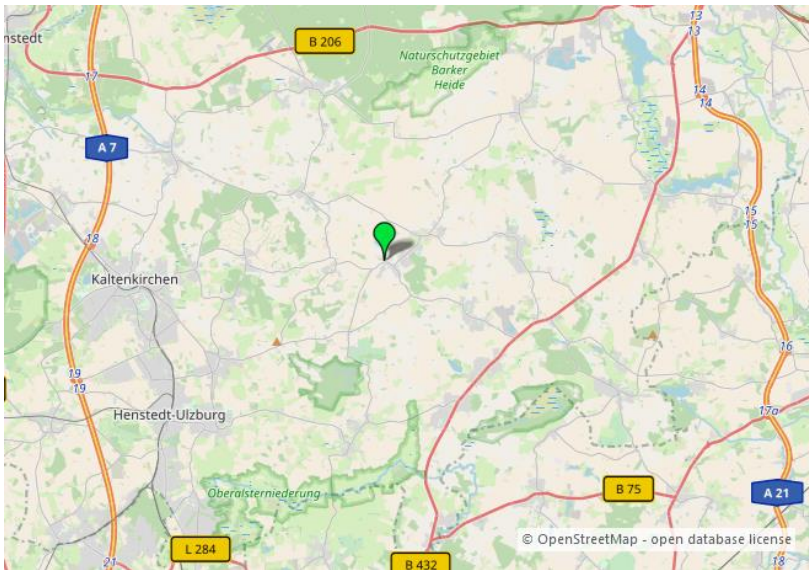 nstedt
B 206
Naturschutzgebiet
Barker
Heide
13
13
17
14
14
A 7
15
15
18
Kaltenkirchen
16
19
19
17a
Henstedt-Ulzburg
Oberalsterniederung
B 75
A 21
© OpenStreetMap - open database license
L 284
21
B 432
18